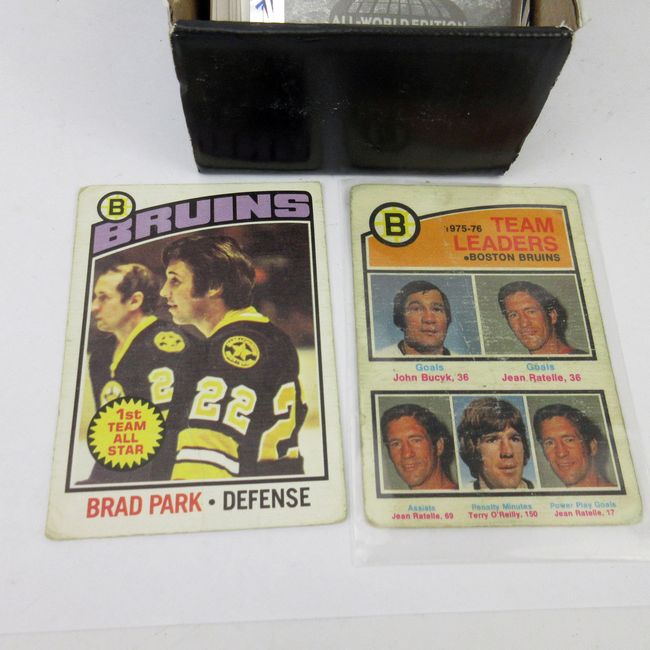 ALL-WORLD EDITION
B
BRUINS
22
2
2
1st
TEAM
ALL
STAR
BRAD PARK · DEFENSE
B
1975-76 TEAM
LEADERS
•BOSTON BRUINS
Goals
John Bucyk, 36
Goals
Jean Ratelle, 36
Assists
Jean Ratelle, 69
Penalty Minutes
Terry O'Reilly, 150
Power Play Goals
Jean Ratelle, 17